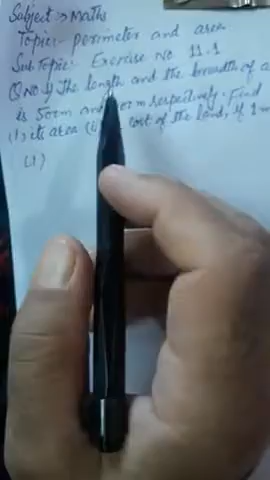 Subject :- Maths
Topic:- perimeter and area
Sub Topic:- Exercise No 11.1
Q No 1) The length and the breadth of a
is 500m and respectively. Find
(i) its area (ii) cost of the land, if 1 m
(i)